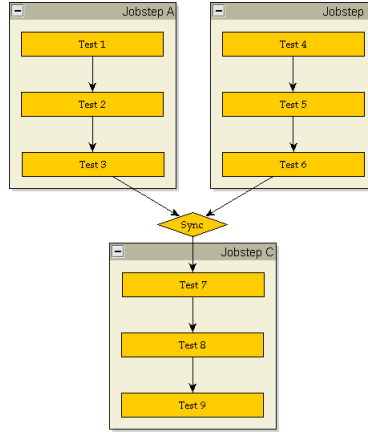 Jobstep A
Test 1
Test 2
Test 3
Jobstep
Test 4
Test 5
Test 6
Sync
Jobstep C
Test 7
Test 8
Test 9